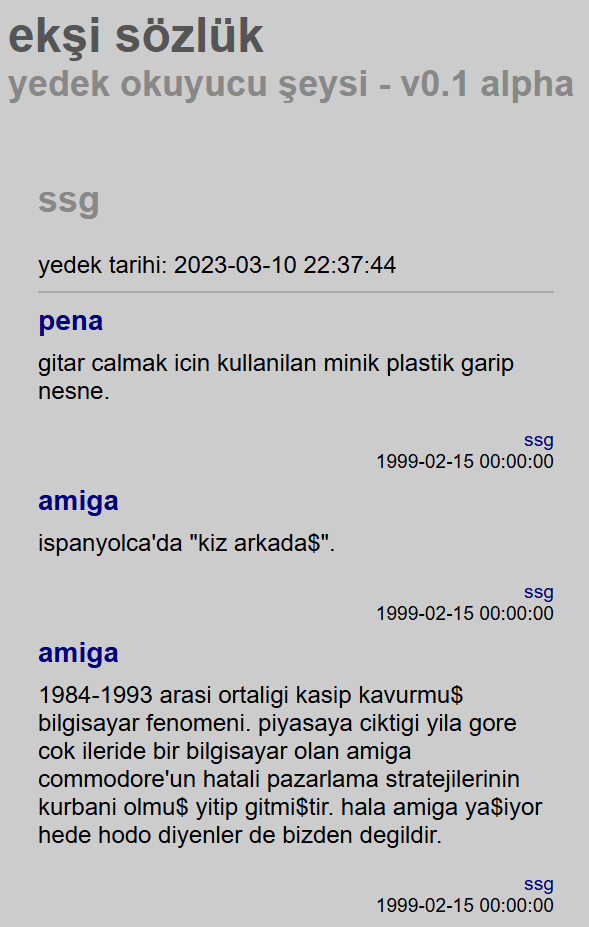 ekşi sözlük
yedek okuyucu şeysi - v0.1 alpha
ssg
yedek tarihi: 2023-03-10 22:37:44
pena
gitar calmak icin kullanilan minik plastik garip
nesne.
ssg
1999-02-15 00:00:00
amiga
ispanyolca'da "kiz arkada$".
ssg
1999-02-15 00:00:00
amiga
1984-1993 arasi ortaligi kasip kavurmu$
bilgisayar fenomeni. piyasaya ciktigi yila gore
cok ileride bir bilgisayar olan amiga
commodore'un hatali pazarlama stratejilerinin
kurbani olmu$ yitip gitmi$tir. hala amiga ya$iyor
hede hodo diyenler de bizden degildir.
ssg
1999-02-15 00:00:00